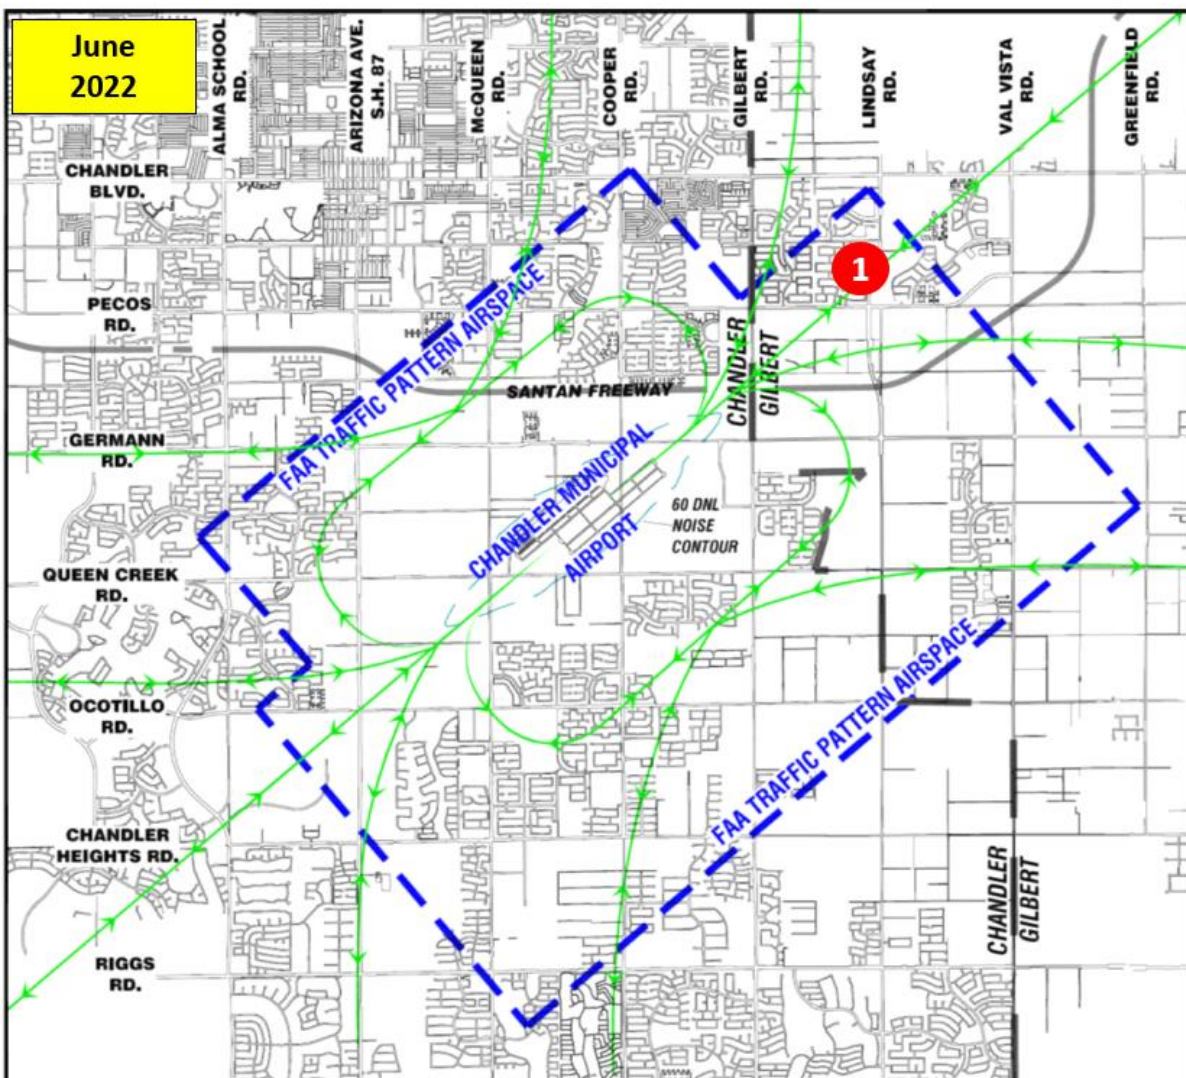 June
2022
ALMA SCHOOL
RD.
ARIZONA AVE.
S.H. 87
McQUEEN
RD.
COOPER
RD.
GILBERT
RD.
LINDSAY
RD.
VAL VISTA
RD.
GREENFIELD
RD.
CHANDLER
BLVD.
1
PECOS
RD.
FAA TRAFFIC PATTERN AIRSPACE
CHANDLER
GILBERT
SANTAN FREEWAY
GERMANN
RD.
CHANDLER MUNICIPAL
AIRPORT
60 DNL
NOISE
CONTOUR
QUEEN CREEK
RD.
OCOTILLO
RD.
FAA TRAFFIC PATTERN AIRSPACE
CHANDLER
HEIGHTS RD.
CHANDLER
GILBERT
RIGGS
RD.